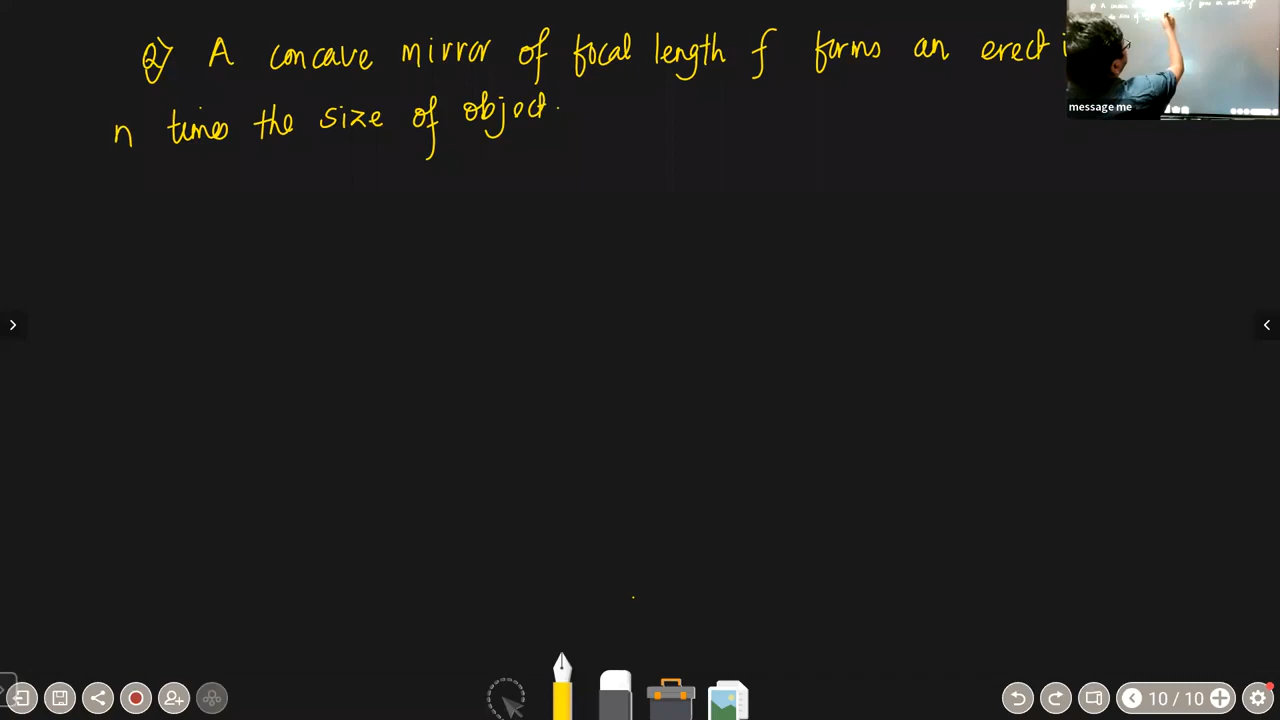 Q) A concave mirror of focal length f forms an erect
n times the size of object.
message me
10 / 10